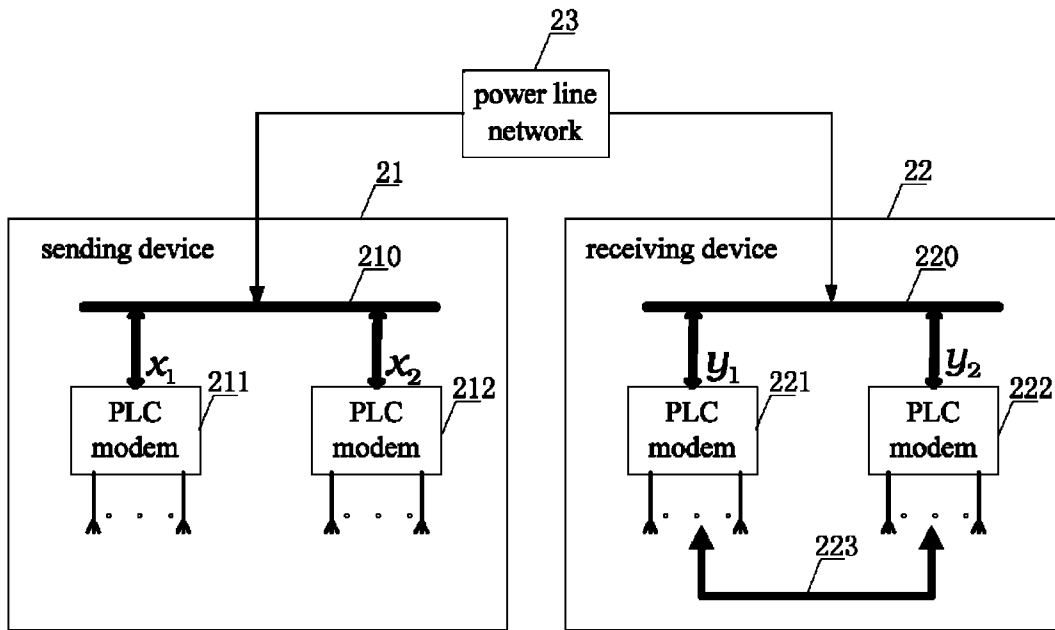 23
power line
network
21
22
sending device
210
receiving device
220
x1
x2
y1
y2
211
212
221
222
PLC
modem
PLC
modem
PLC
modem
PLC
modem
223